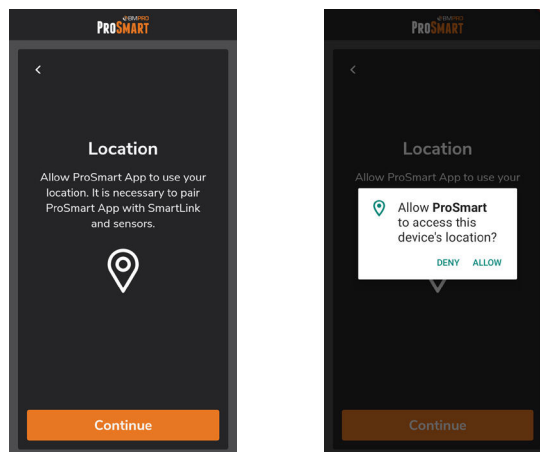 BMPRO
PROSMART
Location
Allow ProSmart App to use your
location. It is necessary to pair
ProSmart App with SmartLink
and sensors.
Continue
BMPRO
PROSMART
Location
Allow ProSmart App to use your
Allow ProSmart
to access this
device's location?
DENY ALLOW
Continue